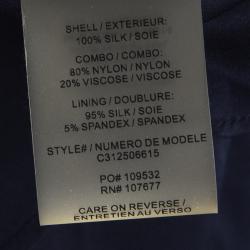 SHELL / EXTERIEUR:
100% SILK / SOIE
COMBO / COMBO:
80% NYLON / NYLON
20% VISCOSE / VISCOSE
LINING / DOUBLURE:
95% SILK / SOIE
5% SPANDEX / SPANDEX
STYLE# / NUMERO DE MODELE
C312506615
PO# 109532
RN# 107677
CARE ON REVERSE /
ENTRETIEN AU VERSO